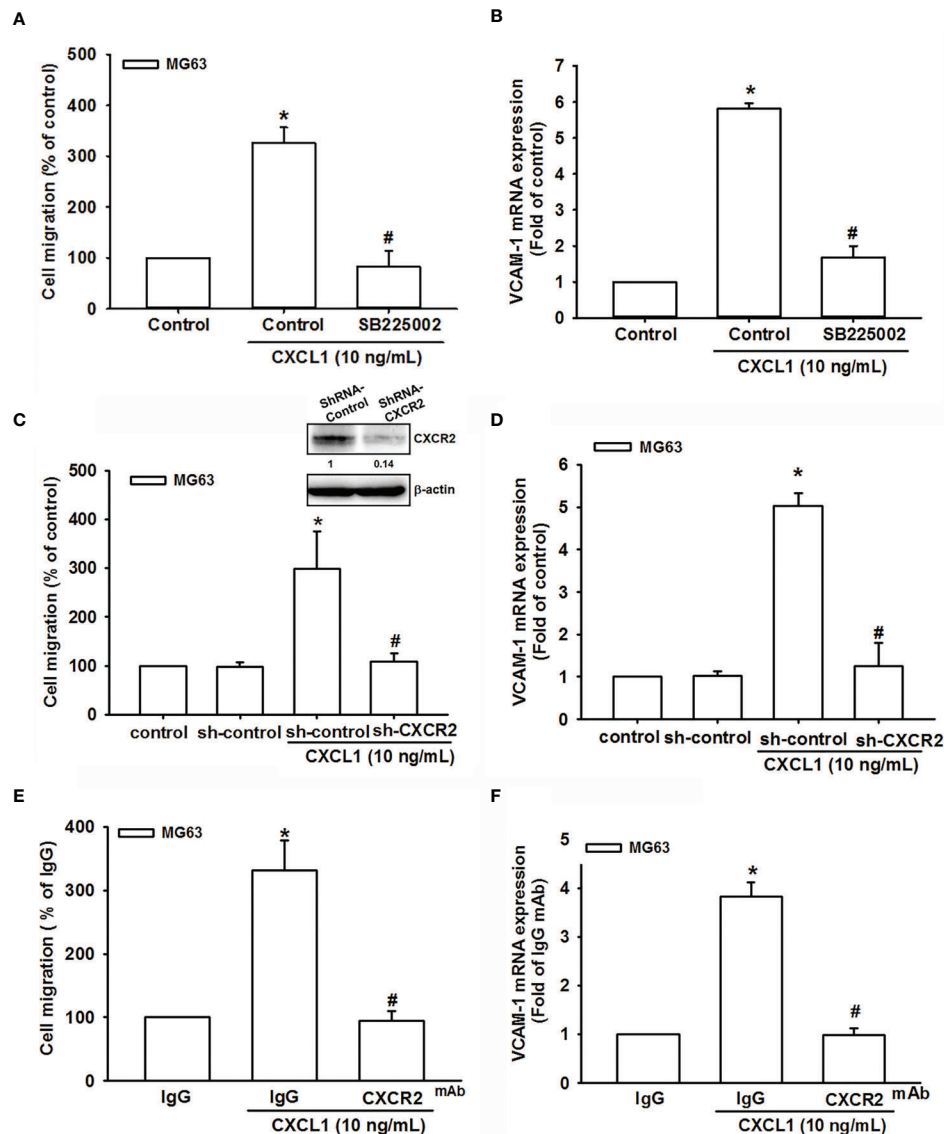 A
Cell migration (% of control)
500
400
300
200
100
0
MG63
*
#
Control
Control
SB225002
CXCL1 (10 ng/mL)
B
VCAM-1 mRNA expression
(Fold of control)
7
6
5
4
3
2
1
0
*
#
Control
Control
SB225002
CXCL1 (10 ng/mL)
C
ShRNA-
Control
ShRNA-
CXCR2
CXCR2
1
0.14
β-actin
Cell migration (% of control)
500
400
300
200
100
0
MG63
*
#
control
sh-control
sh-control
sh-CXCR2
CXCL1 (10 ng/mL)
D
VCAM-1 mRNA expression
(Fold of control)
6
5
4
3
2
1
0
MG63
*
#
control
sh-control
sh-control
sh-CXCR2
CXCL1 (10 ng/mL)
E
Cell migration ( % of IgG)
400
300
200
100
0
MG63
*
#
IgG
IgG
CXCR2
mAb
CXCL1 (10 ng/mL)
F
VCAM-1 mRNA expression
(Fold of IgG mAb)
5
4
4
2
1
0
MG63
*
#
IgG
IgG
CXCR2
mAb
CXCL1 (10 ng/mL)